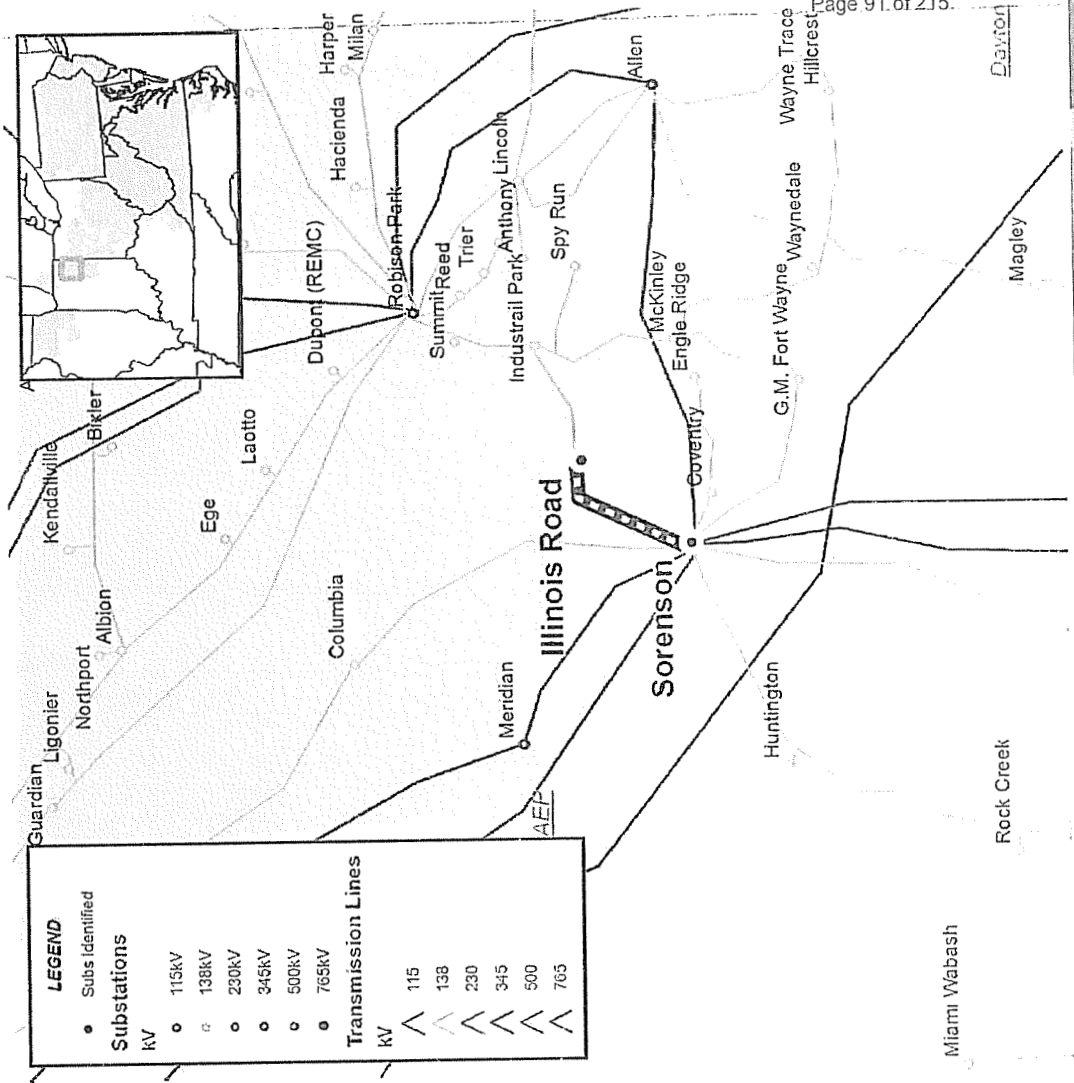 Page 91 of 215.
LEGEND
Subs Identified
Substations
kV
115kV
138kV
230kV
345kV
500kV
765kV
Transmission Lines
kV
115
138
230
345
500
765
Guardian
Ligonier
Northport
Albion
Kendallville
Bixler
Ege
Laotto
Dupont (REMC)
Robison Park
Hacienda
Harper
Milan
Columbia
Summit
Reed
Trier
Industrail Park
Anthony
Lincoln
Spy Run
Allen
Meridian
AEP
Illinois Road
Sorenson
McKinley
Engle Ridge
Coventry
G.M. Fort Wayne
Waynedale
Wayne Trace
Hillcrest
Huntington
Magley
Dayton
Rock Creek
Miami Wabash